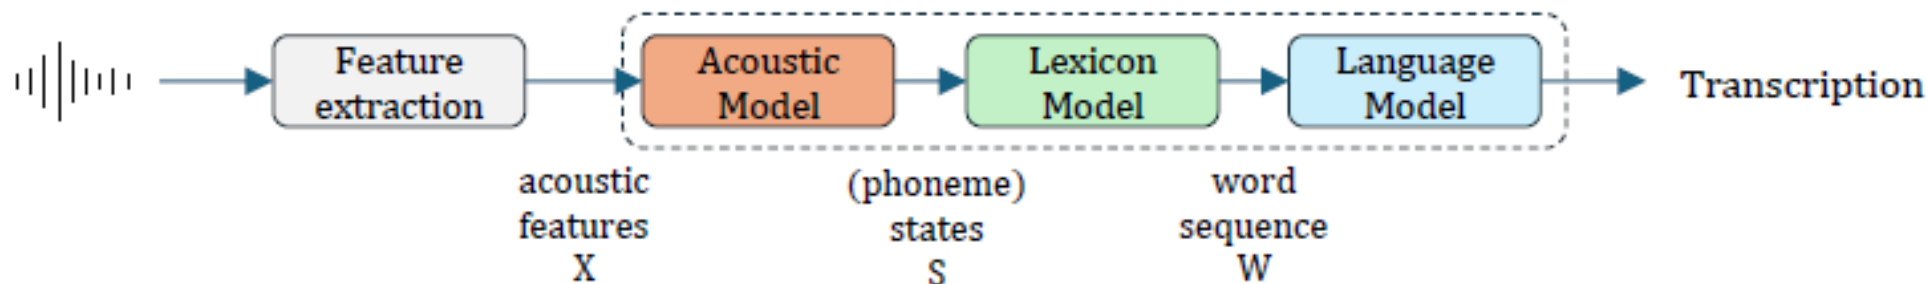 Feature
extraction
Acoustic
Model
Lexicon
Model
Language
Model
Transcription
acoustic
features
X
(phoneme)
states
S
word
sequence
W